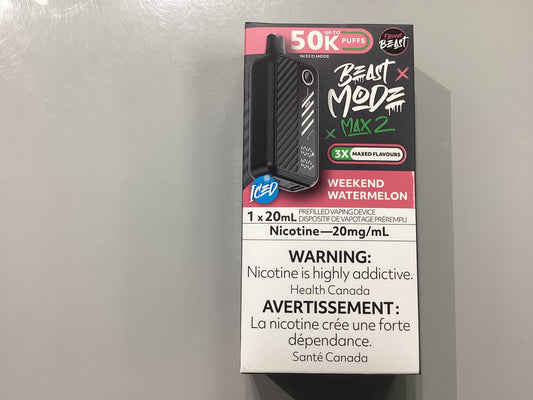 UP TO
50K PUFFS
IN ECO MODE
FLAVOUR
BEAST
BEAST
MODE
MAX 2
3X MAXED FLAVOURS
100
100
ICED
WEEKEND
WATERMELON
1 x 20mL PREFILLED VAPING DEVICE
DISPOSITIF DE VAPOTAGE PRÉREMPLI
Nicotine—20mg/mL
WARNING:
Nicotine is highly addictive.
Health Canada
AVERTISSEMENT:
La nicotine crée une forte
dépendance.
Santé Canada